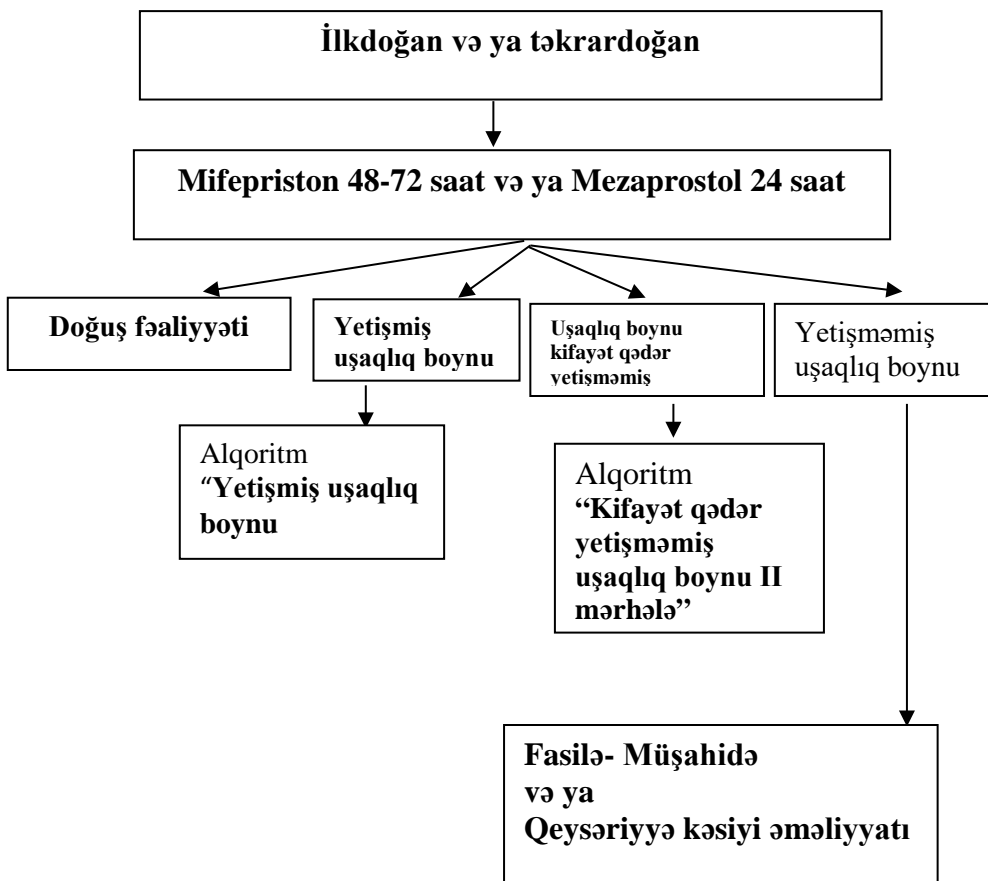 İlkdoğan və ya təkrardoğan
Mifepriston 48-72 saat və ya Mezaprostol 24 saat
Doğuş fəaliyyəti
Yetişmiş
uşaqlıq boynu
Uşaqlıq boynu
kifayət qədər
yetişməmiş
Yetişməmiş
uşaqlıq boynu
Alqoritm
“Yetişmiş uşaqlıq
boynu
Alqoritm
“Kifayət qədər
yetişməmiş
uşaqlıq boynu II
mərhələ”
Fasilə- Müşahidə
və ya
Qeysəriyyə kəsiyi əməliyyatı